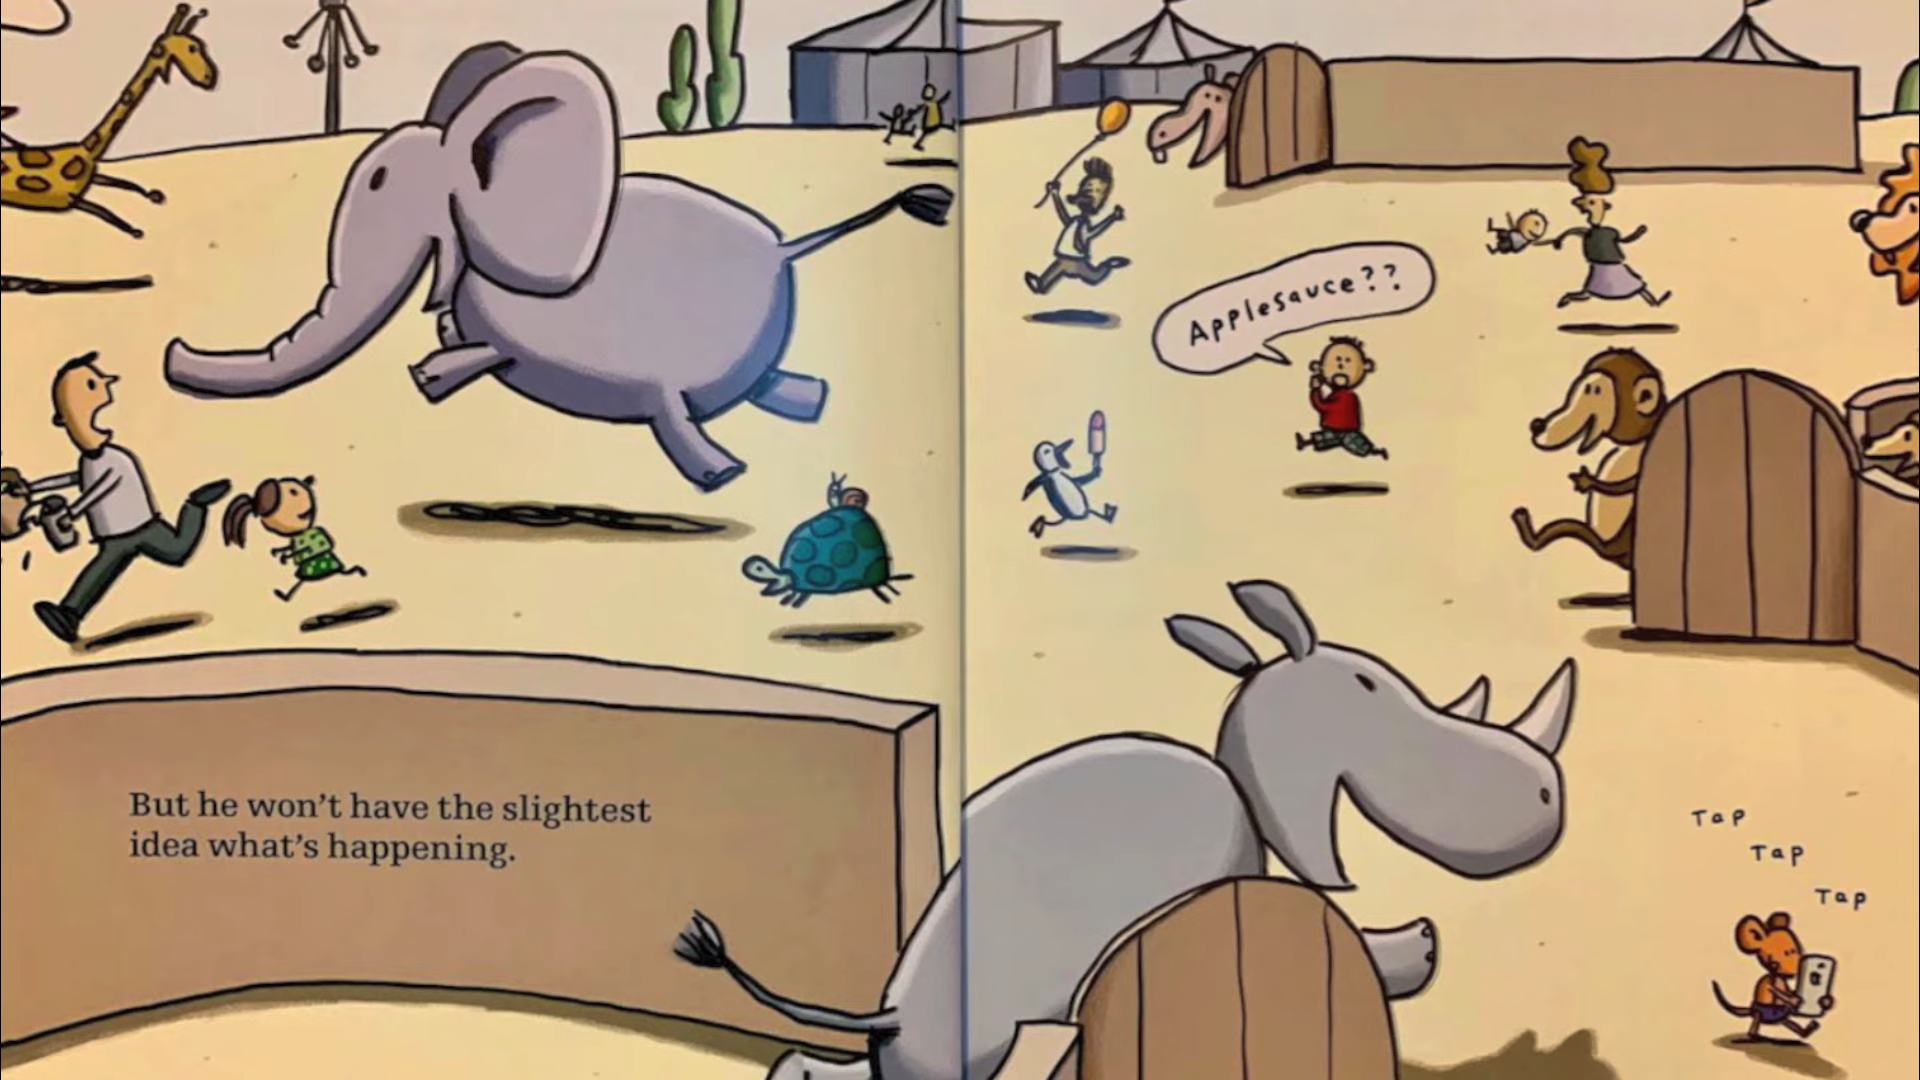 But he won't have the slightest
idea what's happening.
Applesauce??
Tap
Tap
Tap